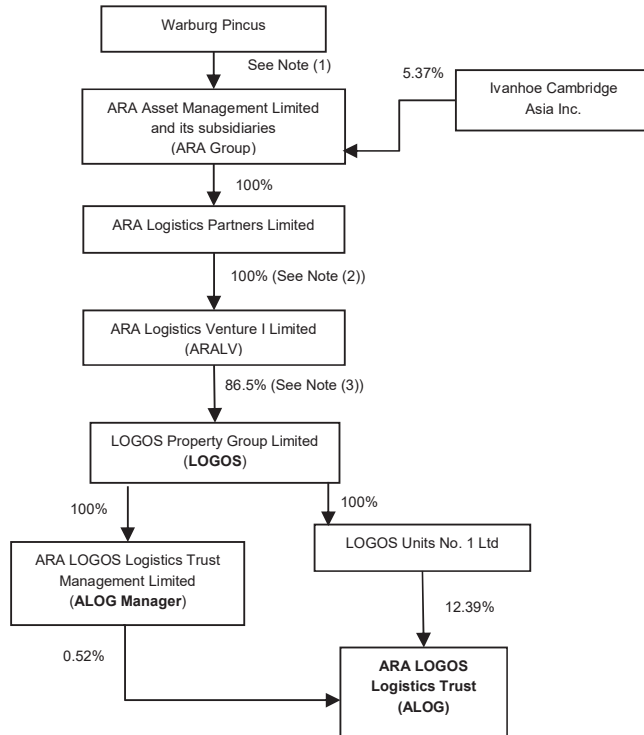 Warburg Pincus
See Note (1)
5.37%
Ivanhoe Cambridge
Asia Inc.
ARA Asset Management Limited
and its subsidiaries
(ARA Group)
100%
ARA Logistics Partners Limited
100% (See Note (2))
ARA Logistics Venture I Limited
(ARALV)
86.5% (See Note (3))
LOGOS Property Group Limited
(LOGOS)
100%
100%
ARA LOGOS Logistics Trust
Management Limited
(ALOG Manager)
LOGOS Units No. 1 Ltd
0.52%
12.39%
ARA LOGOS
Logistics Trust
(ALOG)